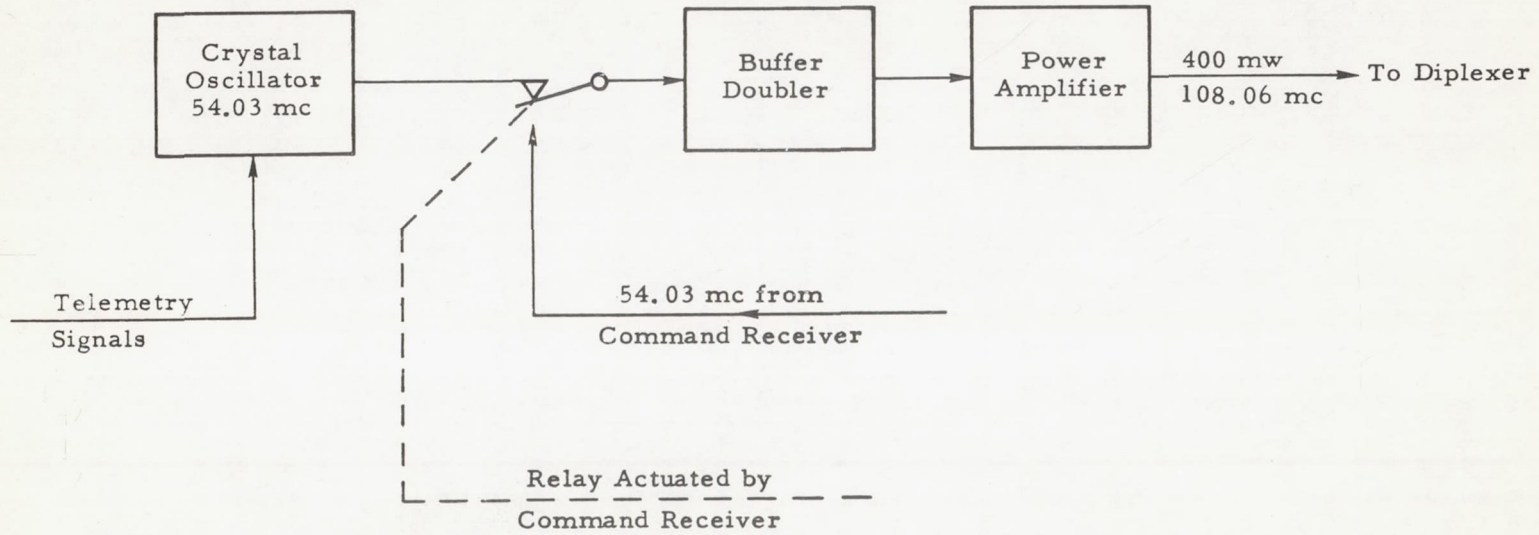 Crystal
Oscillator
54.03 mc
Buffer
Doubler
Power
Amplifier
400 mw
108.06 mc
To Diplexer
Telemetry
Signals
54.03 mc from
Command Receiver
Relay Actuated by
Command Receiver